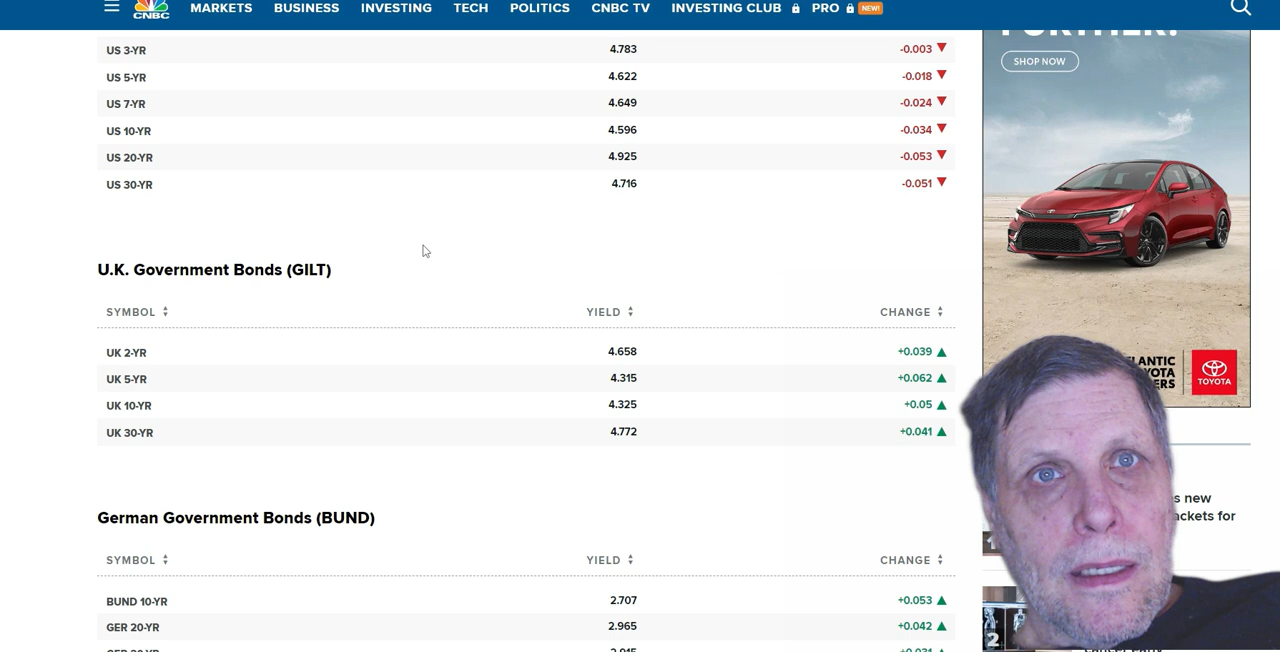 CNBC MARKETS BUSINESS INVESTING TECH POLITICS CNBC TV INVESTING CLUB PRO NEW!
US 3-YR 4.783 -0.003
US 5-YR 4.622 -0.018
US 7-YR 4.649 -0.024
US 10-YR 4.596 -0.034
US 20-YR 4.925 -0.053
US 30-YR 4.716 -0.051
U.K. Government Bonds (GILT)
SYMBOL YIELD CHANGE
UK 2-YR 4.658 +0.039
UK 5-YR 4.315 +0.062
UK 10-YR 4.325 +0.05
UK 30-YR 4.772 +0.041
German Government Bonds (BUND)
SYMBOL YIELD CHANGE
BUND 10-YR 2.707 +0.053
GER 20-YR 2.965 +0.042
SHOP NOW
TOYOTA
s new
ackets for
2